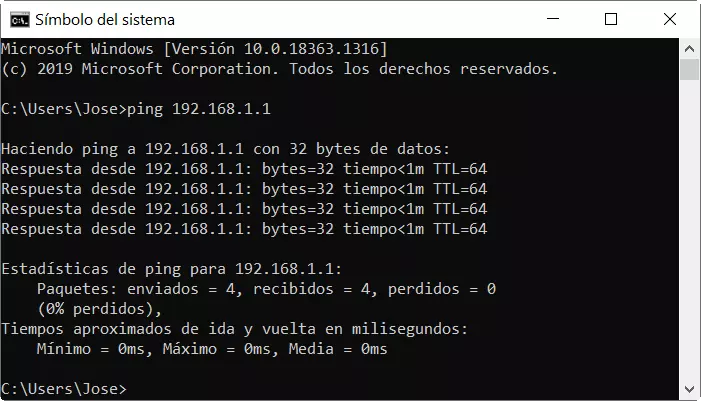 Símbolo del sistema
Microsoft Windows [Versión 10.0.18363.1316]
(c) 2019 Microsoft Corporation. Todos los derechos reservados.
C:\Users\Jose>ping 192.168.1.1
Haciendo ping a 192.168.1.1 con 32 bytes de datos:
Respuesta desde 192.168.1.1: bytes=32 tiempo<1m TTL=64
Respuesta desde 192.168.1.1: bytes=32 tiempo<1m TTL=64
Respuesta desde 192.168.1.1: bytes=32 tiempo<1m TTL=64
Respuesta desde 192.168.1.1: bytes=32 tiempo<1m TTL=64
Estadísticas de ping para 192.168.1.1:
Paquetes: enviados = 4, recibidos = 4, perdidos = 0
(0% perdidos),
Tiempos aproximados de ida y vuelta en milisegundos:
Mínimo = 0ms, Máximo = 0ms, Media = 0ms
C:\Users\Jose>